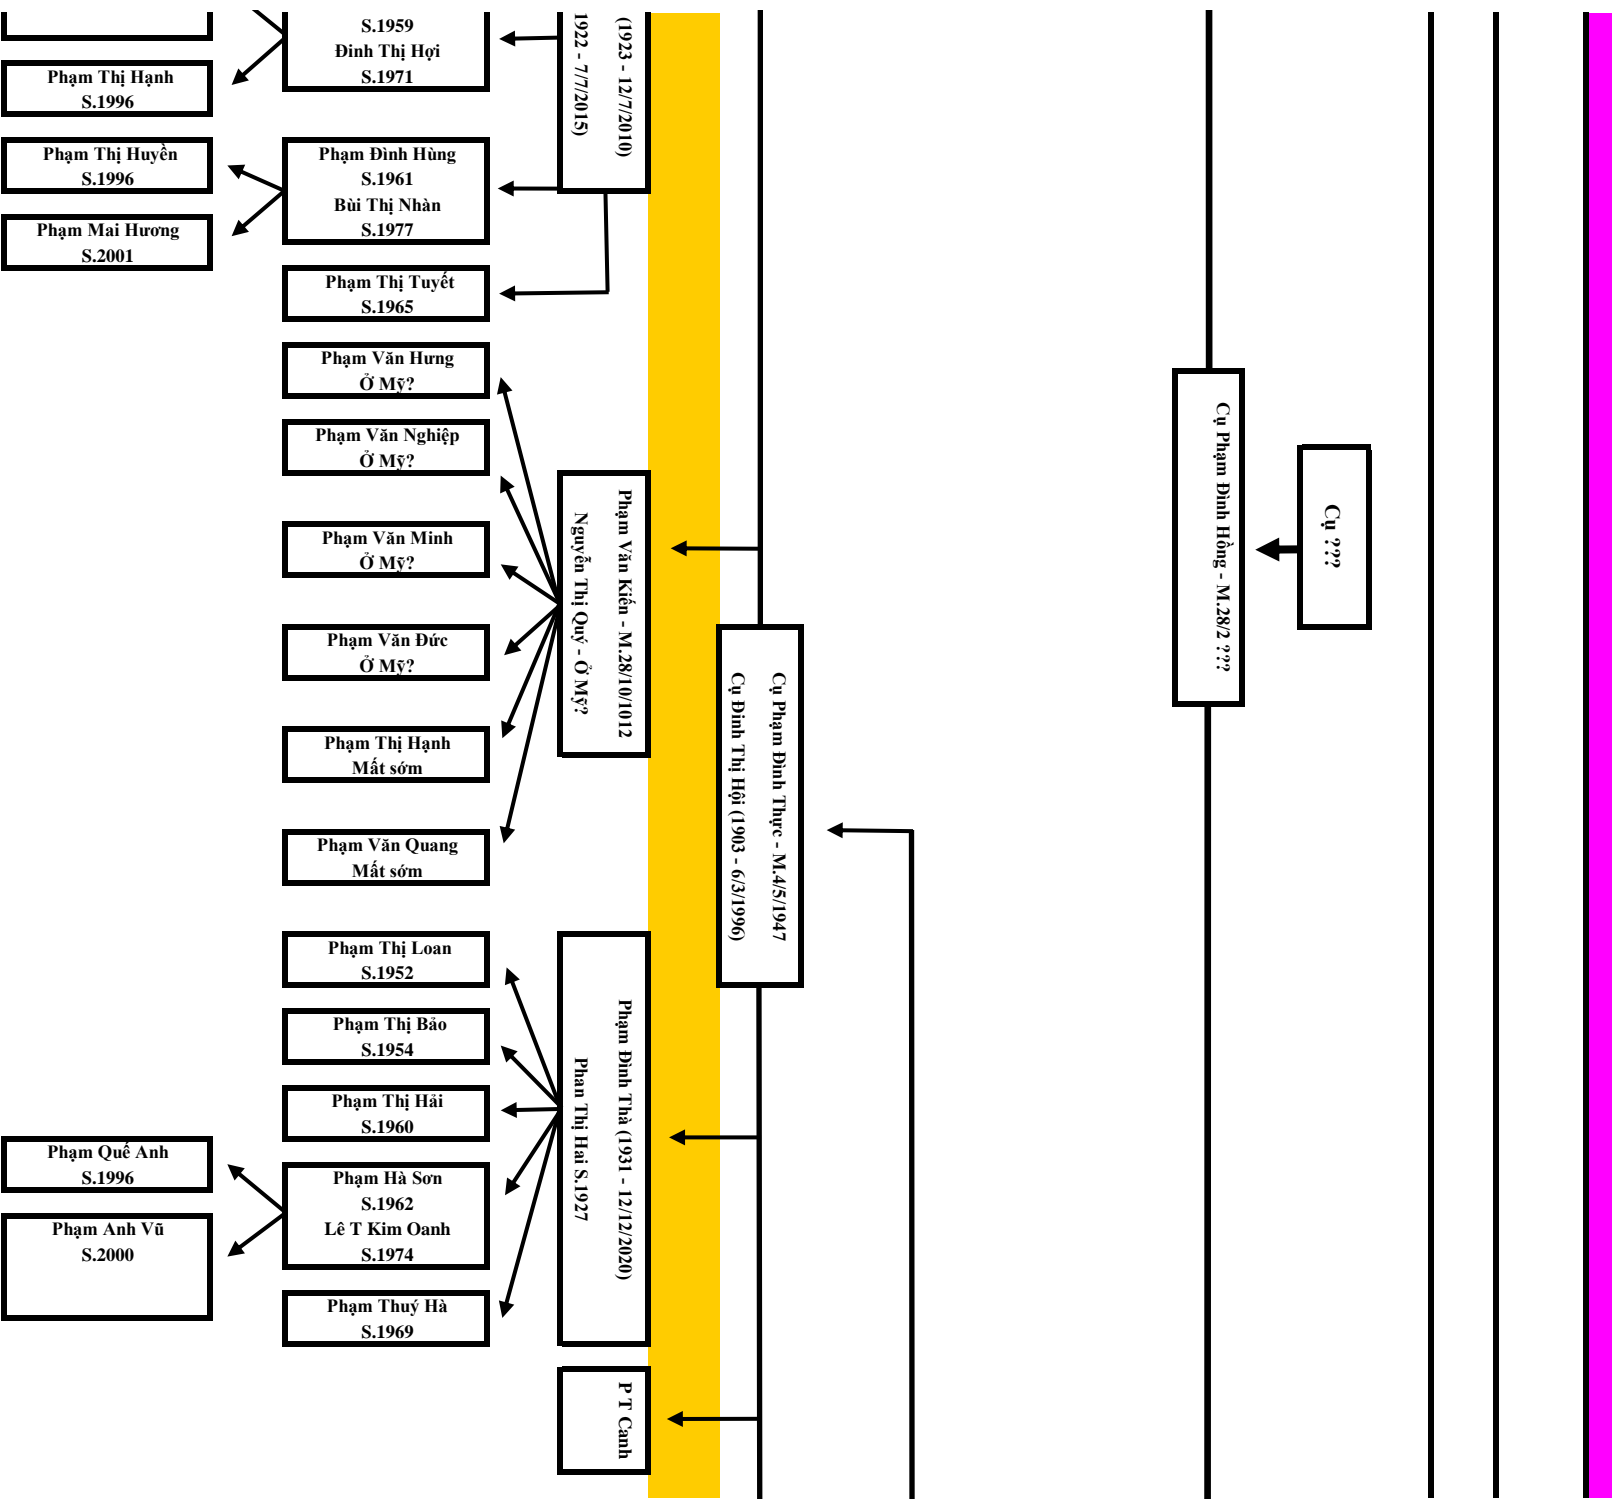 S.1959
Đinh Thị Hợi
S.1971
(1923 - 12/7/2010)
1922 - 7/7/2015)
Phạm Thị Hạnh
S.1996
Phạm Thị Huyền
S.1996
Phạm Đình Hùng
S.1961
Bùi Thị Nhàn
S.1977
Phạm Mai Hương
S.2001
Phạm Thị Tuyết
S.1965
Phạm Văn Hưng
Ở Mỹ?
Phạm Văn Nghiệp
Ở Mỹ?
Phạm Văn Minh
Ở Mỹ?
Phạm Văn Đức
Ở Mỹ?
Phạm Thị Hạnh
Mất sớm
Phạm Văn Quang
Mất sớm
Phạm Văn Kiến - M.28/10/1012
Nguyễn Thị Quý - Ở Mỹ?
Cụ Phạm Đình Thực - M.4/5/1947
Cụ Đinh Thị Hội (1903 - 6/3/1996)
Cụ Phạm Đình Hồng - M.28/2 ???
Cụ ???
Phạm Thị Loan
S.1952
Phạm Thị Bảo
S.1954
Phạm Thị Hải
S.1960
Phạm Hà Sơn
S.1962
Lê T Kim Oanh
S.1974
Phạm Thuý Hà
S.1969
Phạm Quế Anh
S.1996
Phạm Anh Vũ
S.2000
Phạm Đình Thà (1931 - 12/12/2020)
Phan Thị Hai S.1927
P T Canh